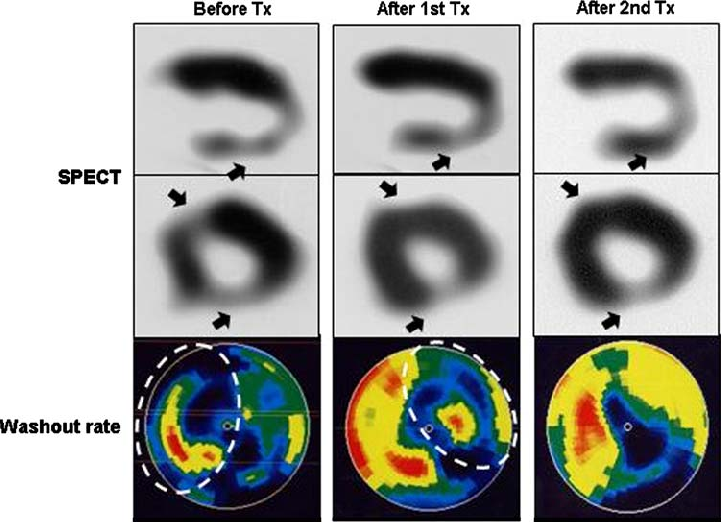 Before Tx
After 1st Tx
After 2nd Tx
SPECT
Washout rate